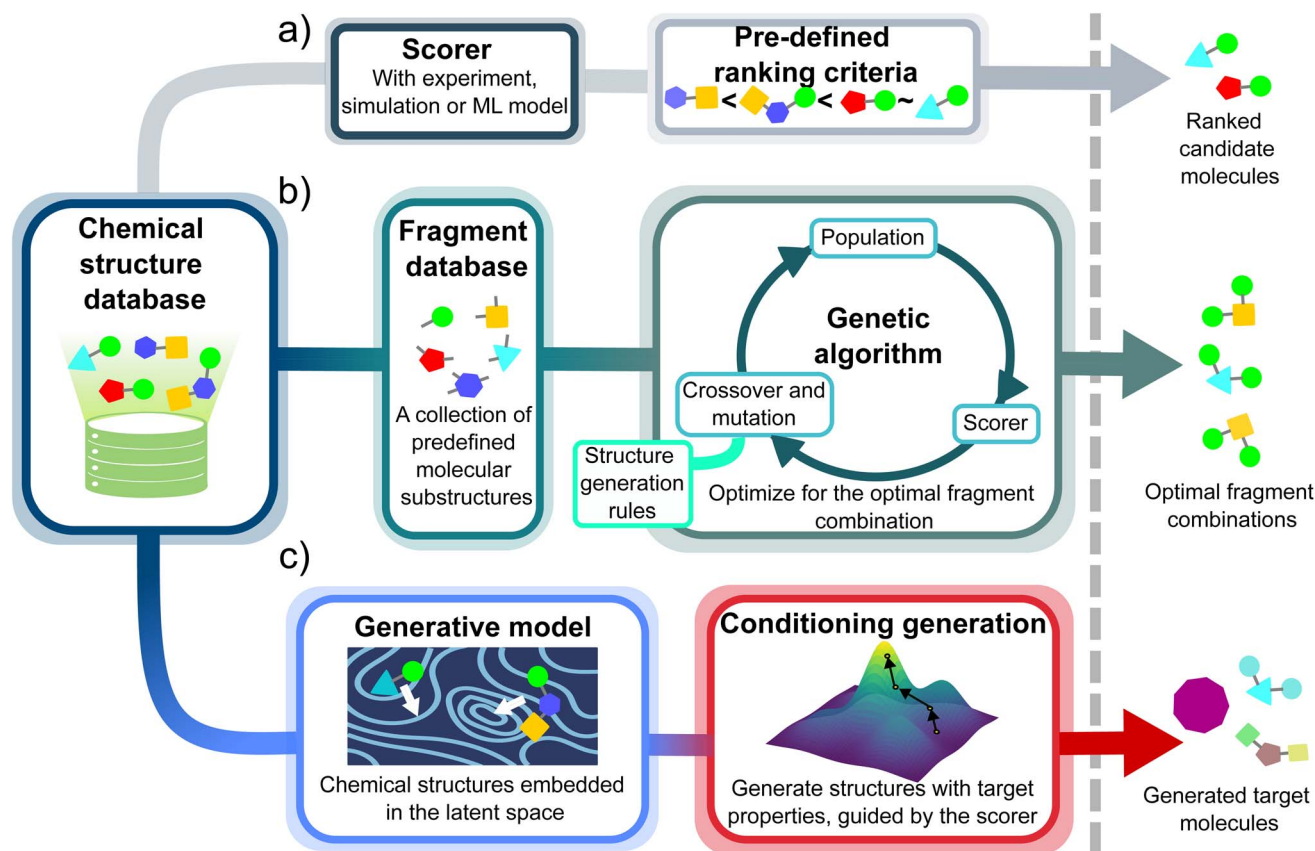 a)
Scorer
With experiment,
simulation or ML model
Pre-defined
ranking criteria
< < ~
Ranked
candidate
molecules
b)
Chemical
structure
database
Fragment
database
A collection of
predefined
molecular
substructures
Population
Genetic
algorithm
Crossover and
mutation
Scorer
Structure
generation
rules
Optimize for the optimal fragment
combination
Optimal fragment
combinations
c)
Generative model
Chemical structures embedded
in the latent space
Conditioning generation
Generate structures with target
properties, guided by the scorer
Generated target
molecules